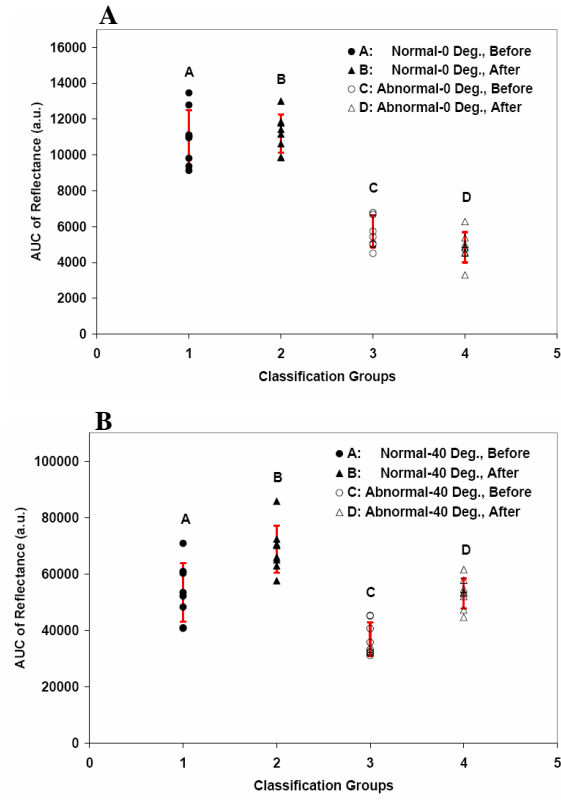 A
16000
14000
12000
10000
8000
6000
4000
2000
0
AUC of Reflectance (a.u.)
A: Normal-0 Deg., Before
B: Normal-0 Deg., After
C: Abnormal-0 Deg., Before
D: Abnormal-0 Deg., After
A
B
C
D
0 1 2 3 4 5
Classification Groups
B
100000
80000
60000
40000
20000
0
AUC of Reflectance (a.u.)
A: Normal-40 Deg., Before
B: Normal-40 Deg., After
C: Abnormal-40 Deg., Before
D: Abnormal-40 Deg., After
A
B
C
D
0 1 2 3 4 5
Classification Groups